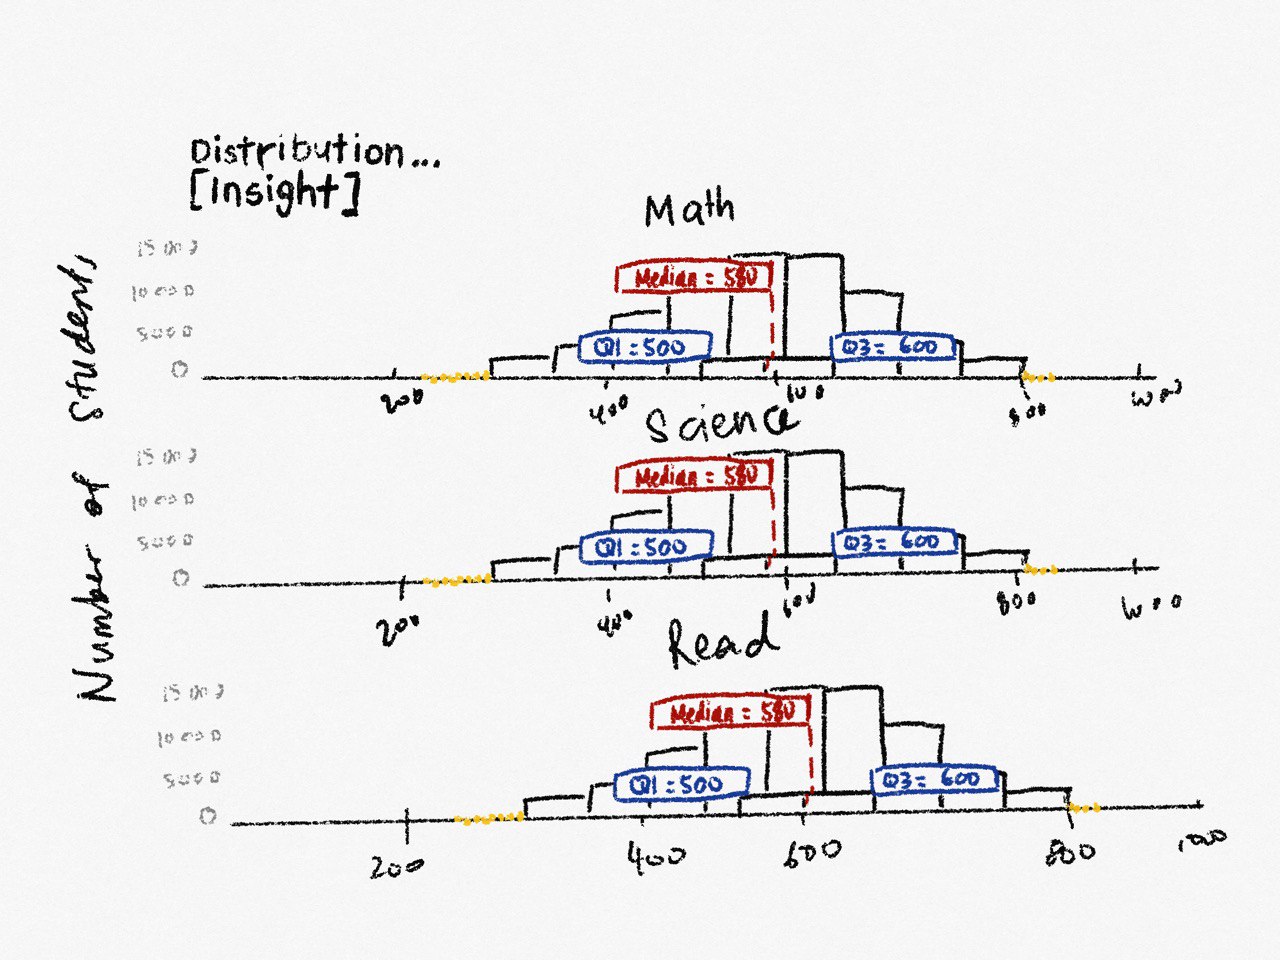 Distribution...
[Insight]
Number of Students
Math
15000
10000
5000
0
Median = 580
Q1 = 500
Q3 = 600
200
400
600
800
1000
Science
15000
10000
5000
0
Median = 580
Q1 = 500
Q3 = 600
200
400
600
800
1000
Read
15000
10000
5000
0
Median = 580
Q1 = 500
Q3 = 600
200
400
600
800
1000